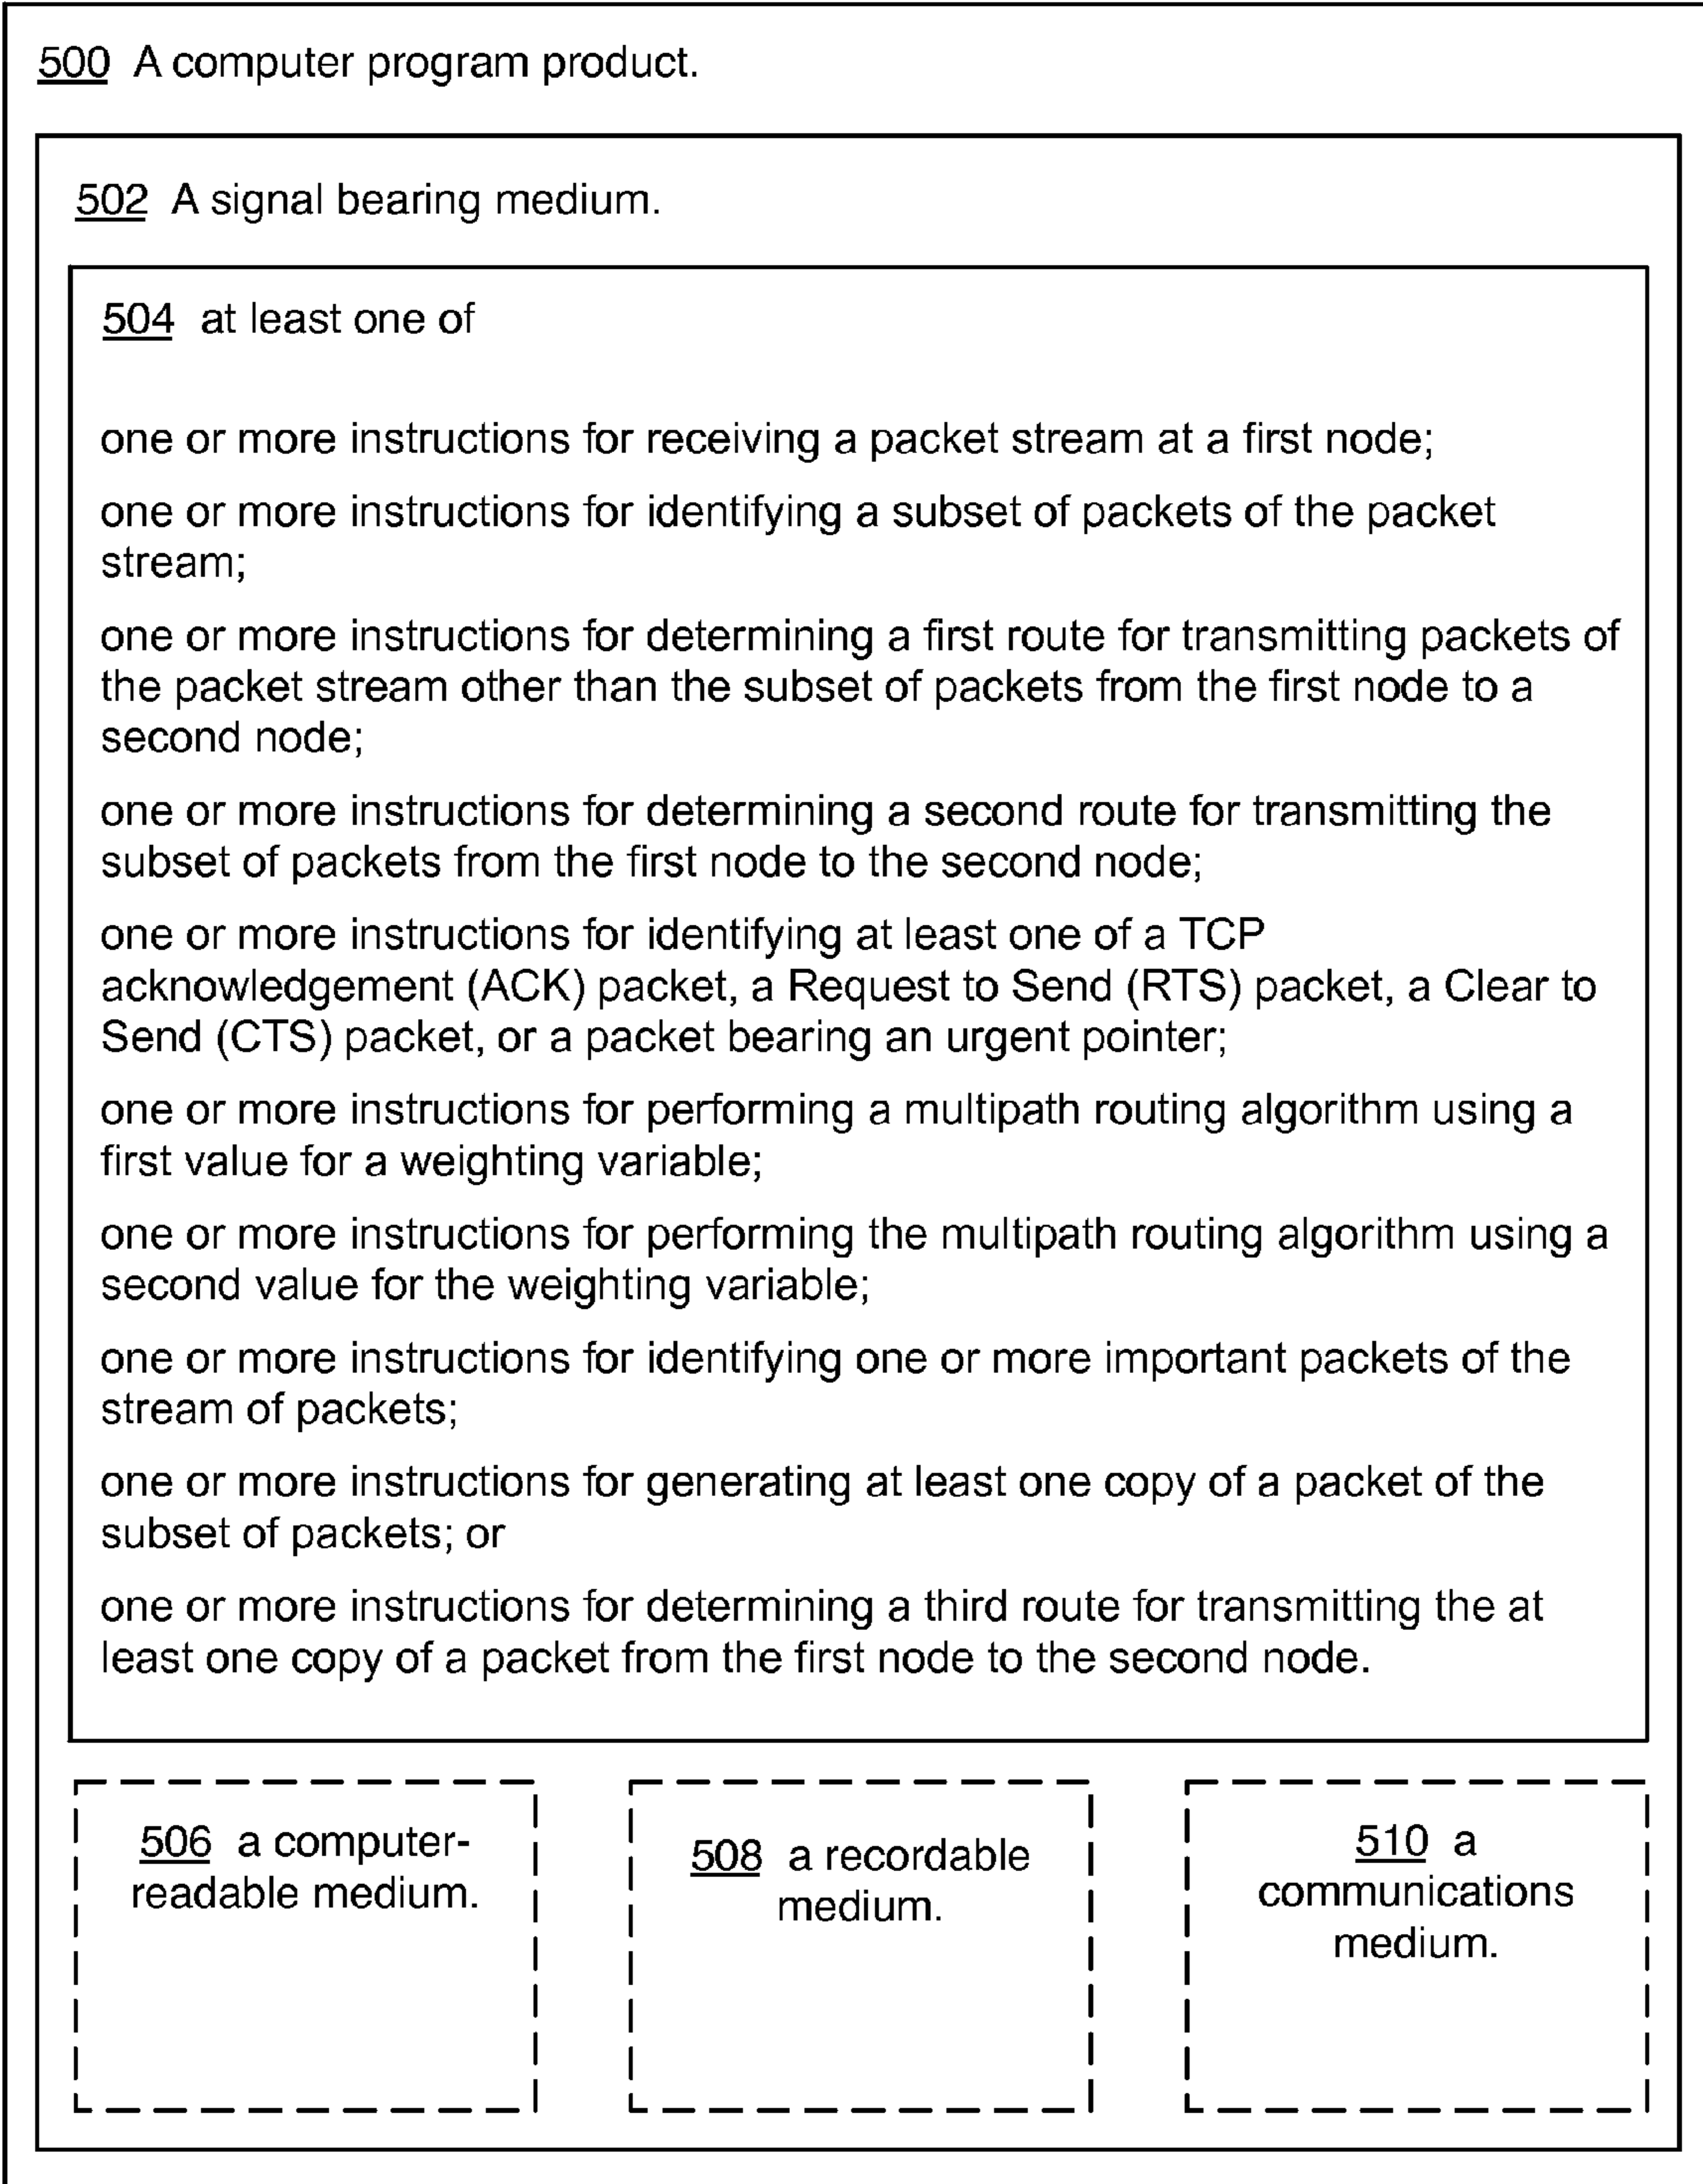 500 A computer program product.
502 A signal bearing medium.
504 at least one of
one or more instructions for receiving a packet stream at a first node;
one or more instructions for identifying a subset of packets of the packet
stream;
one or more instructions for determining a first route for transmitting packets of
the packet stream other than the subset of packets from the first node to a
second node;
one or more instructions for determining a second route for transmitting the
subset of packets from the first node to the second node;
one or more instructions for identifying at least one of a TCP
acknowledgement (ACK) packet, a Request to Send (RTS) packet, a Clear to
Send (CTS) packet, or a packet bearing an urgent pointer;
one or more instructions for performing a multipath routing algorithm using a
first value for a weighting variable;
one or more instructions for performing the multipath routing algorithm using a
second value for the weighting variable;
one or more instructions for identifying one or more important packets of the
stream of packets;
one or more instructions for generating at least one copy of a packet of the
subset of packets; or
one or more instructions for determining a third route for transmitting the at
least one copy of a packet from the first node to the second node.
506 a computer-
readable medium.
508 a recordable
medium.
510 a
communications
medium.